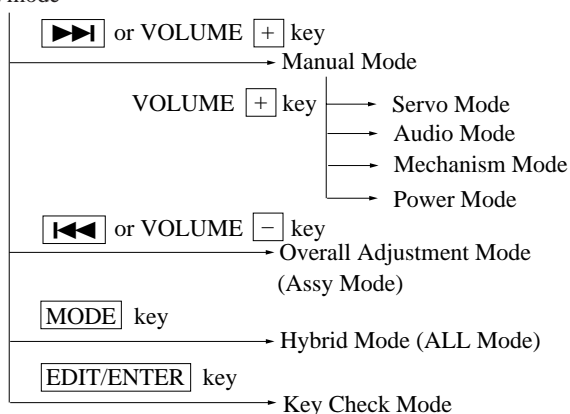 ▶▶I or VOLUME + key
Manual Mode
VOLUME + key
Servo Mode
Audio Mode
Mechanism Mode
Power Mode
I◀◀ or VOLUME − key
Overall Adjustment Mode
(Assy Mode)
MODE key
Hybrid Mode (ALL Mode)
EDIT/ENTER key
Key Check Mode